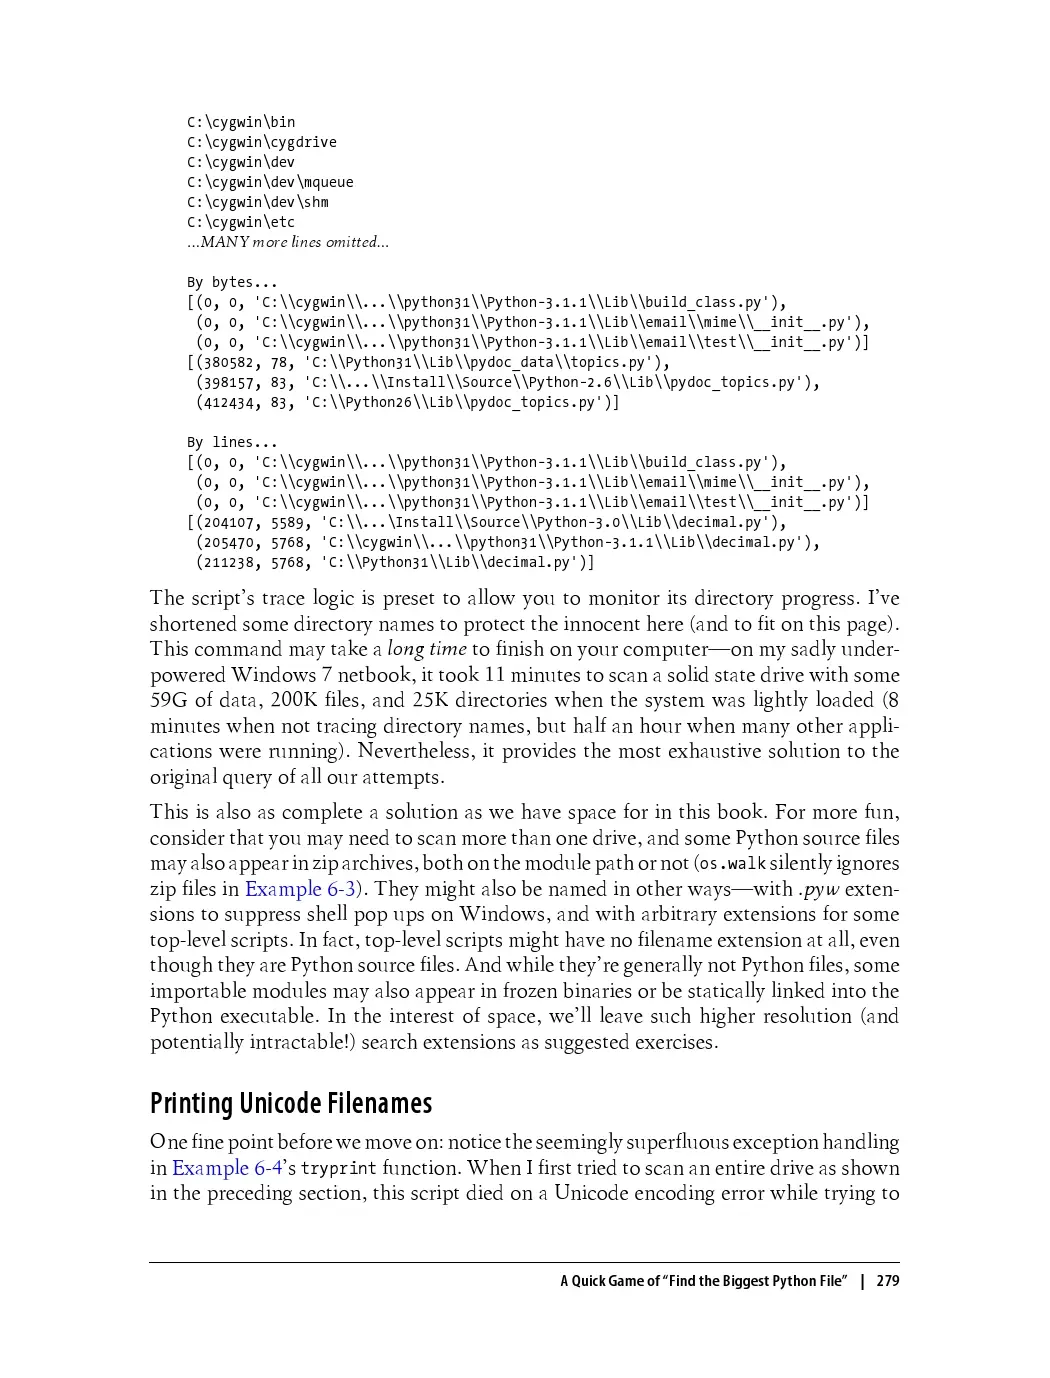 C:\cygwin\bin
C:\cygwin\cygdrive
C:\cygwin\dev
C:\cygwin\dev\mqueue
C:\cygwin\dev\shm
C:\cygwin\etc
...MANY more lines omitted...
By bytes...
[(0, 0, 'C:\\cygwin\\...\\python31\\Python-3.1.1\\Lib\\build_class.py'),
(0, 0, 'C:\\cygwin\\...\\python31\\Python-3.1.1\\Lib\\email\\mime\\__init__.py'),
(0, 0, 'C:\\cygwin\\...\\python31\\Python-3.1.1\\Lib\\email\\test\\__init__.py')]
[(380582, 78, 'C:\\Python31\\Lib\\pydoc_data\\topics.py'),
(398157, 83, 'C:\\...\\Install\\Source\\Python-2.6\\Lib\\pydoc_topics.py'),
(412434, 83, 'C:\\Python26\\Lib\\pydoc_topics.py')]
By lines...
[(0, 0, 'C:\\cygwin\\...\\python31\\Python-3.1.1\\Lib\\build_class.py'),
(0, 0, 'C:\\cygwin\\...\\python31\\Python-3.1.1\\Lib\\email\\mime\\__init__.py'),
(0, 0, 'C:\\cygwin\\...\\python31\\Python-3.1.1\\Lib\\email\\test\\__init__.py')]
[(204107, 5589, 'C:\\...\Install\\Source\\Python-3.0\\Lib\\decimal.py'),
(205470, 5768, 'C:\\cygwin\\...\\python31\\Python-3.1.1\\Lib\\decimal.py'),
(211238, 5768, 'C:\\Python31\\Lib\\decimal.py')]
The script's trace logic is preset to allow you to monitor its directory progress. I've
shortened some directory names to protect the innocent here (and to fit on this page).
This command may take a long time to finish on your computer—on my sadly under-
powered Windows 7 netbook, it took 11 minutes to scan a solid state drive with some
59G of data, 200K files, and 25K directories when the system was lightly loaded (8
minutes when not tracing directory names, but half an hour when many other appli-
cations were running). Nevertheless, it provides the most exhaustive solution to the
original query of all our attempts.
This is also as complete a solution as we have space for in this book. For more fun,
consider that you may need to scan more than one drive, and some Python source files
may also appear in zip archives, both on the module path or not (os.walk silently ignores
zip files in Example 6-3). They might also be named in other ways—with .pyw exten-
sions to suppress shell pop ups on Windows, and with arbitrary extensions for some
top-level scripts. In fact, top-level scripts might have no filename extension at all, even
though they are Python source files. And while they're generally not Python files, some
importable modules may also appear in frozen binaries or be statically linked into the
Python executable. In the interest of space, we'll leave such higher resolution (and
potentially intractable!) search extensions as suggested exercises.
Printing Unicode Filenames
One fine point before we move on: notice the seemingly superfluous exception handling
in Example 6-4's tryprint function. When I first tried to scan an entire drive as shown
in the preceding section, this script died on a Unicode encoding error while trying to
A Quick Game of “Find the Biggest Python File” | 279